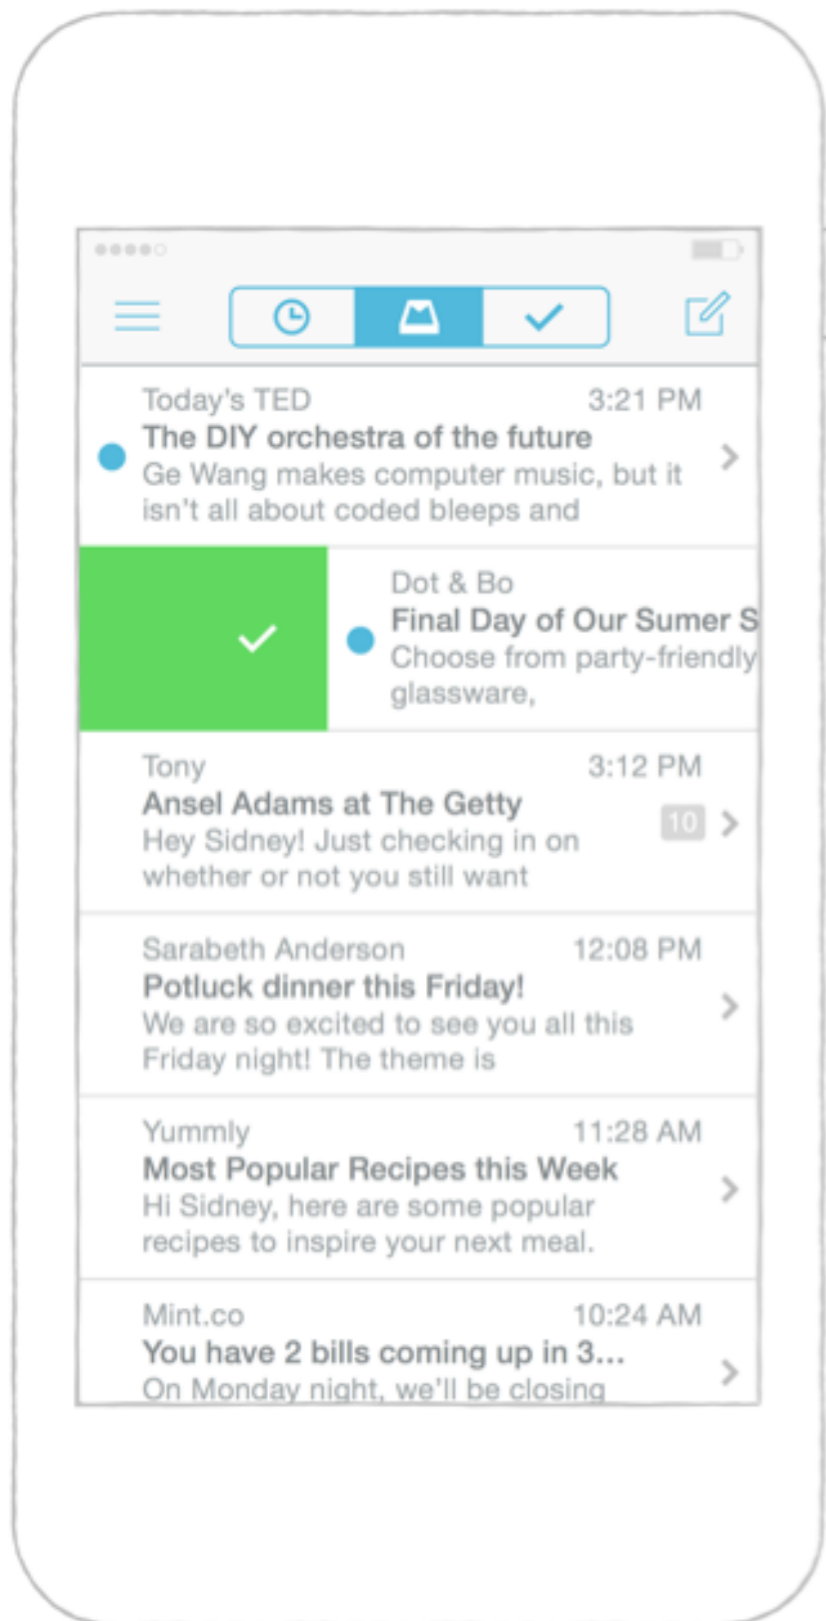 Today's TED 3:21 PM
The DIY orchestra of the future
Ge Wang makes computer music, but it
isn't all about coded bleeps and
Dot & Bo
Final Day of Our Sumer S
Choose from party-friendly
glassware,
Tony 3:12 PM
Ansel Adams at The Getty
10
Hey Sidney! Just checking in on
whether or not you still want
Sarabeth Anderson 12:08 PM
Potluck dinner this Friday!
We are so excited to see you all this
Friday night! The theme is
Yummly 11:28 AM
Most Popular Recipes this Week
Hi Sidney, here are some popular
recipes to inspire your next meal.
Mint.co 10:24 AM
You have 2 bills coming up in 3...
On Monday night, we'll be closing